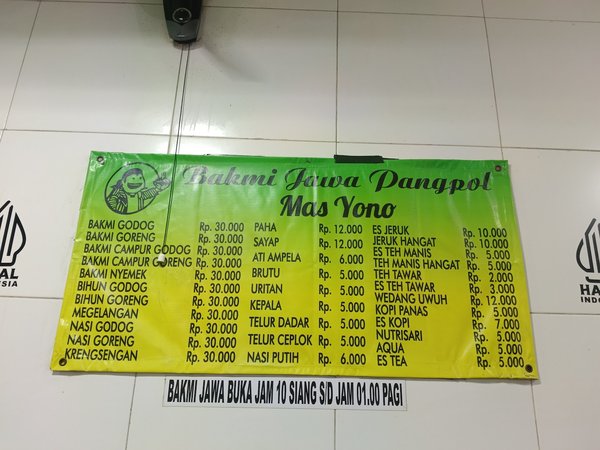 Bakmi Jawa Pangpol
Mas Yono
BAKMI GODOG Rp. 30.000
BAKMI GORENG Rp. 30.000
BAKMI CAMPUR GODOG Rp. 30.000
BAKMI CAMPUR GORENG Rp. 30.000
BAKMI NYEMEK Rp. 30.000
BIHUN GODOG Rp. 30.000
BIHUN GORENG Rp. 30.000
MEGELANGAN Rp. 30.000
NASI GODOG Rp. 30.000
NASI GORENG Rp. 30.000
KRENGSENGAN Rp. 30.000
PAHA Rp. 12.000
SAYAP Rp. 12.000
ATI AMPELA Rp. 6.000
BRUTU Rp. 5.000
URITAN Rp. 5.000
KEPALA Rp. 5.000
TELUR DADAR Rp. 5.000
TELUR CEPLOK Rp. 5.000
NASI PUTIH Rp. 6.000
ES JERUK Rp. 10.000
JERUK HANGAT Rp. 10.000
ES TEH MANIS Rp. 5.000
TEH MANIS HANGAT Rp. 5.000
TEH TAWAR Rp. 2.000
ES TEH TAWAR Rp. 3.000
WEDANG UWUH Rp. 12.000
KOPI PANAS Rp. 5.000
ES KOPI Rp. 7.000
NUTRISARI Rp. 5.000
AQUA Rp. 5.000
ES TEA Rp. 5.000
BAKMI JAWA BUKA JAM 10 SIANG S/D JAM 01.00 PAGI